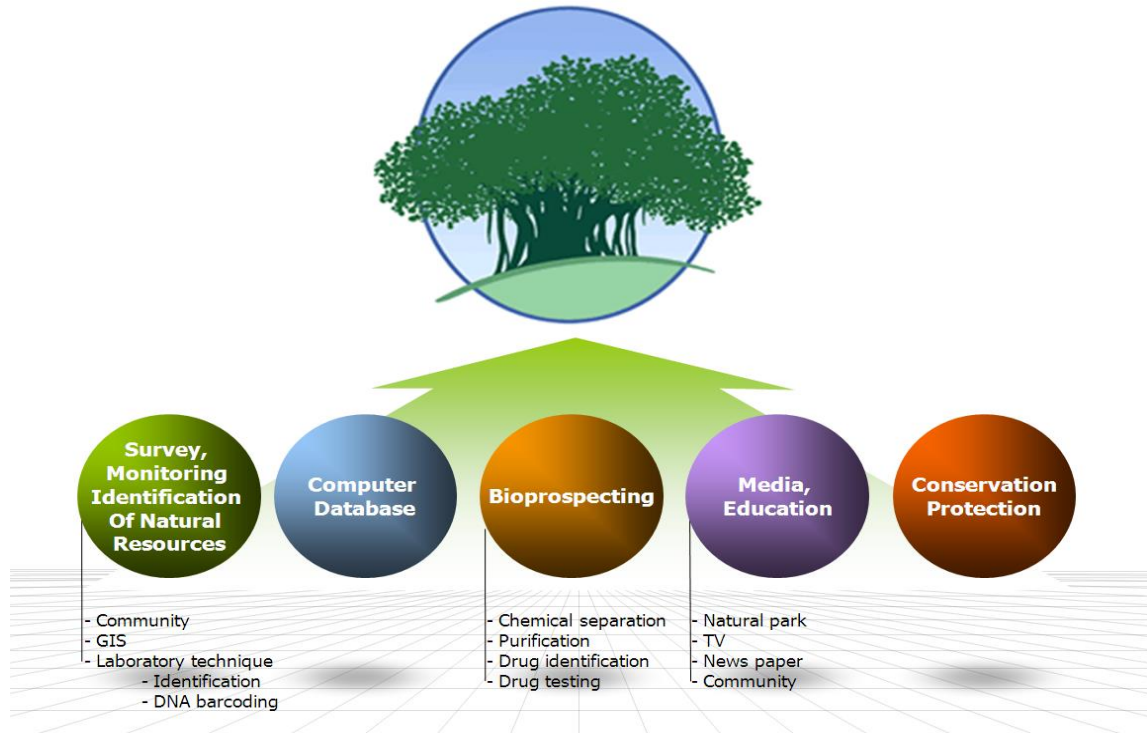 Survey,
Monitoring
Identification
Of Natural
Resources
Computer
Database
Bioprospecting
Media,
Education
Conservation
Protection
- Community
- GIS
- Laboratory technique
- Identification
- DNA barcoding
- Chemical separation
- Purification
- Drug identification
- Drug testing
- Natural park
- TV
- News paper
- Community